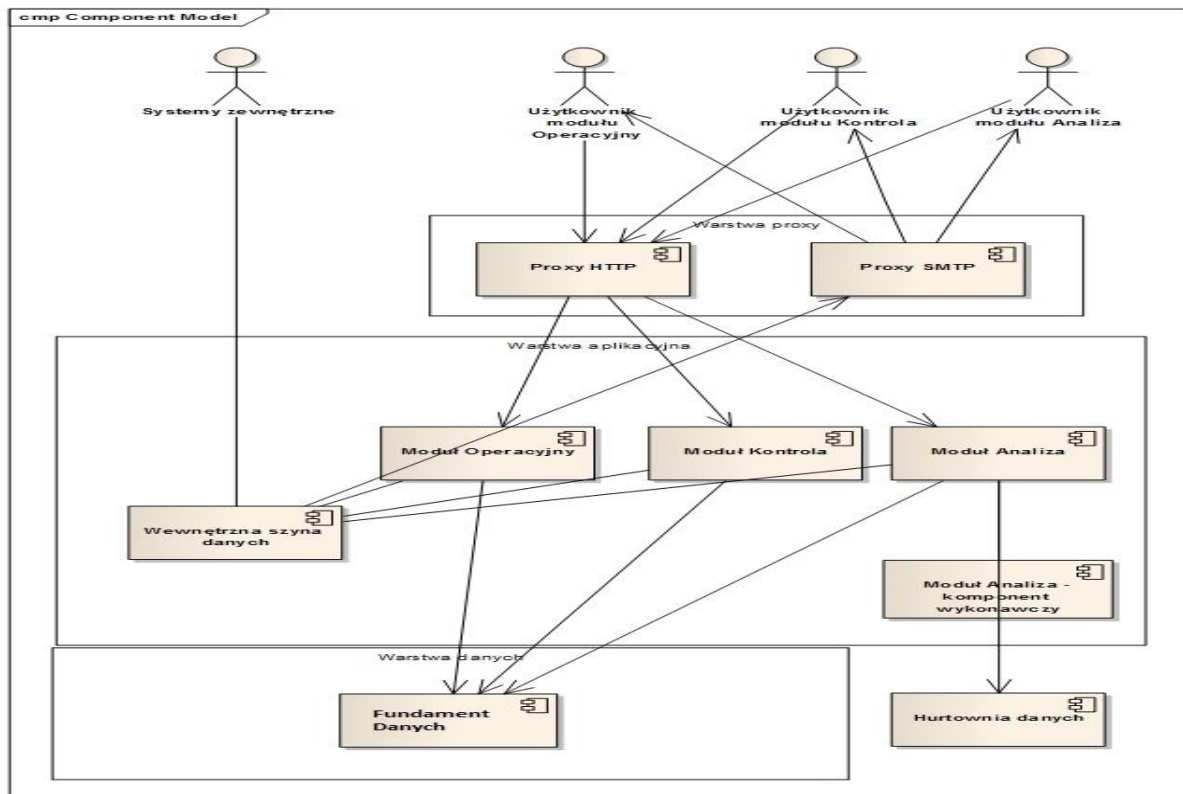 cmp Component Model
Systemy zewnętrzne
Użytkownik
modułu
Operacyjny
Użytkownik
modułu Kontrola
Użytkownik
modułu Analiza
Warstwa proxy
Proxy HTTP
Proxy SMTP
Warstwa aplikacyjna
Moduł Operacyjny
Moduł Kontrola
Moduł Analiza
Wewnętrzna szyna
danych
Moduł Analiza -
komponent
wykonawczy
Warstwa danych
Fundament
Danych
Hurtownia danych